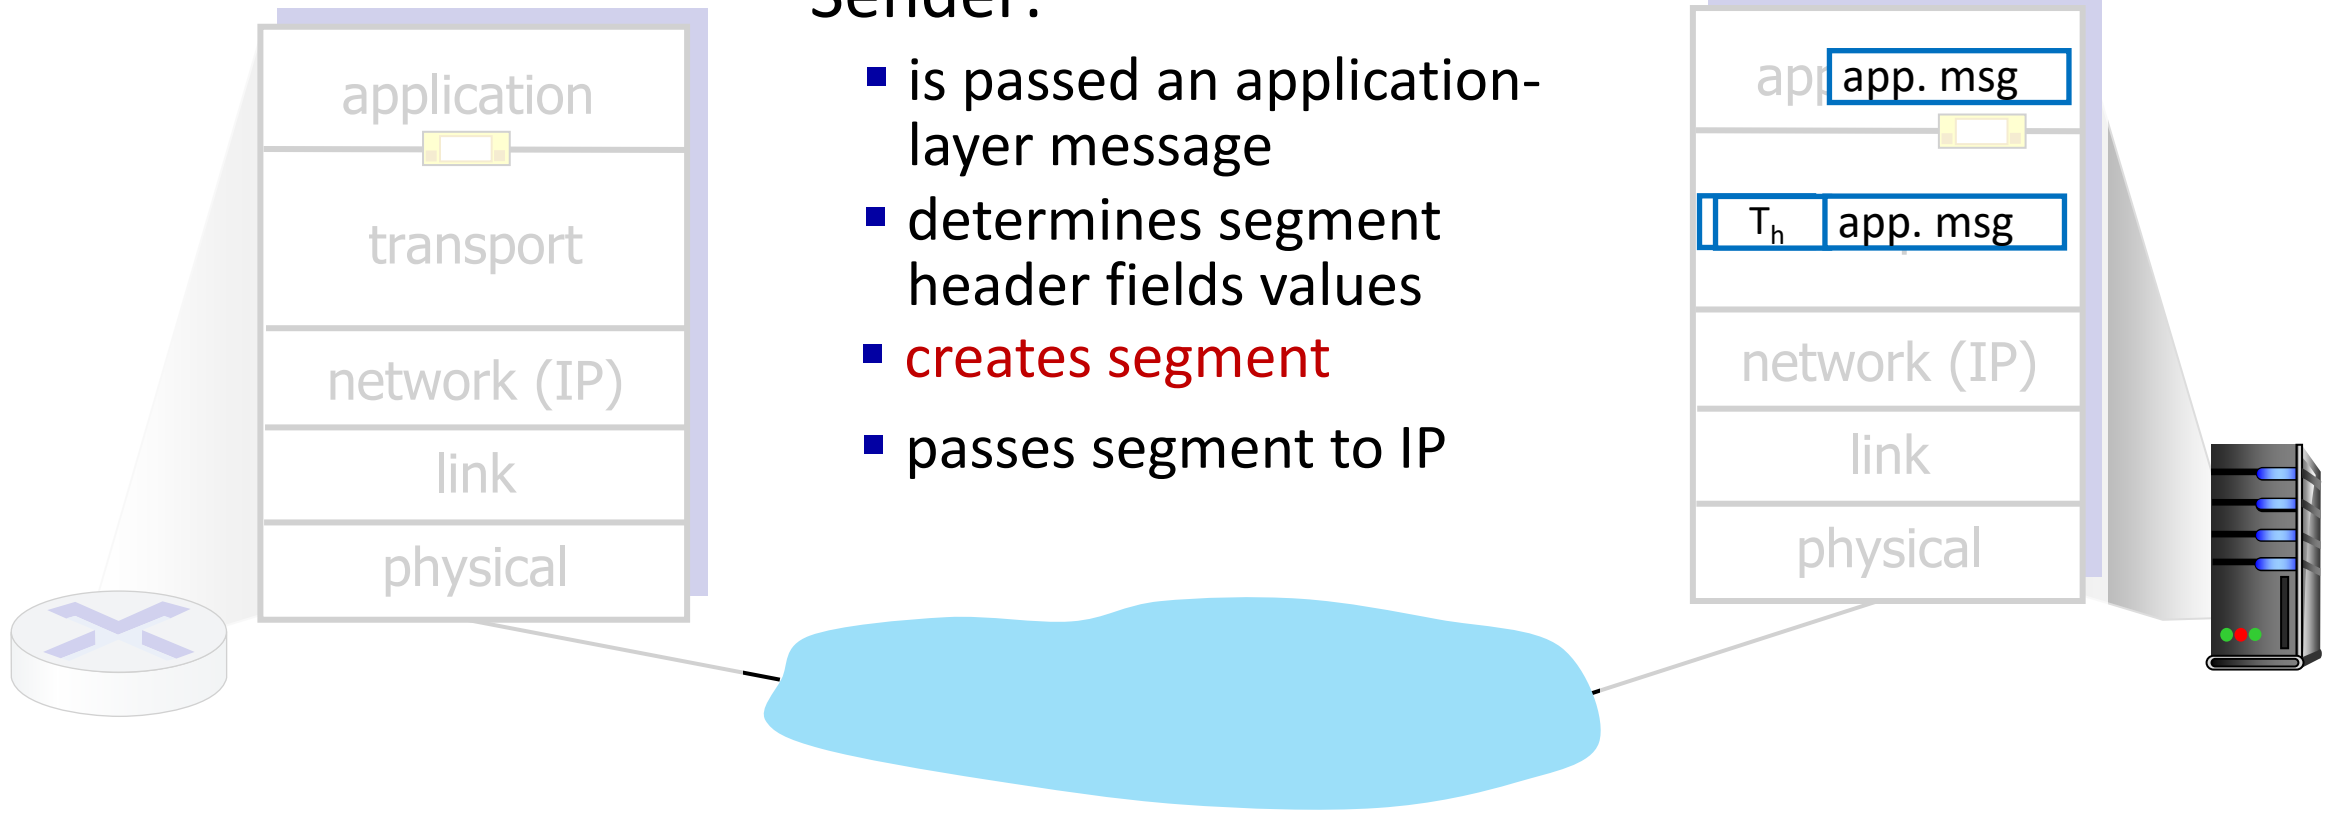 application
transport
network (IP)
link
physical
Sender:
is passed an application-
layer message
determines segment
header fields values
creates segment
passes segment to IP
app. msg
Th app. msg
network (IP)
link
physical